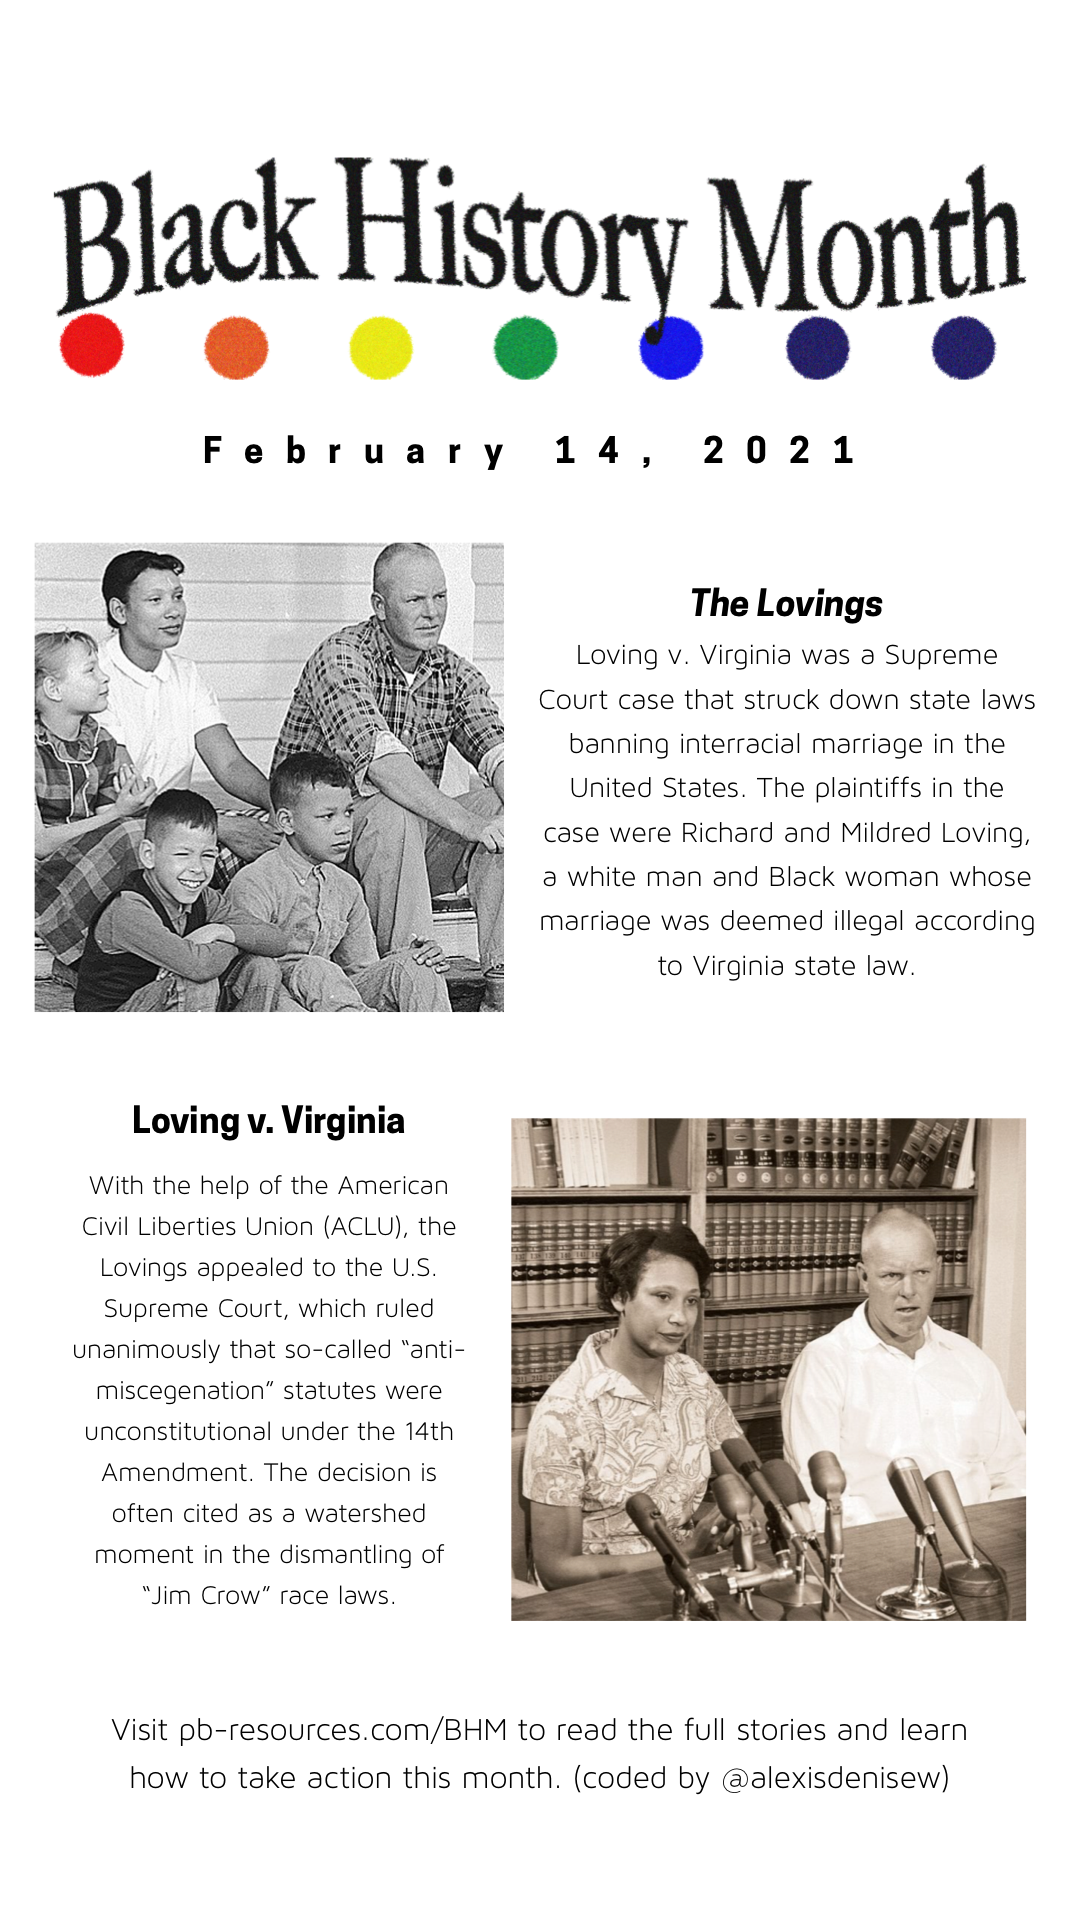 Black History Month
February 14, 2021
The Lovings
Loving v. Virginia was a Supreme
Court case that struck down state laws
banning interracial marriage in the
United States. The plaintiffs in the
case were Richard and Mildred Loving,
a white man and Black woman whose
marriage was deemed illegal according
to Virginia state law.
Loving v. Virginia
With the help of the American
Civil Liberties Union (ACLU), the
Lovings appealed to the U.S.
Supreme Court, which ruled
unanimously that so-called “anti-
miscegenation” statutes were
unconstitutional under the 14th
Amendment. The decision is
often cited as a watershed
moment in the dismantling of
“Jim Crow” race laws.
Visit pb-resources.com/BHM to read the full stories and learn
how to take action this month. (coded by @alexisdenisew)